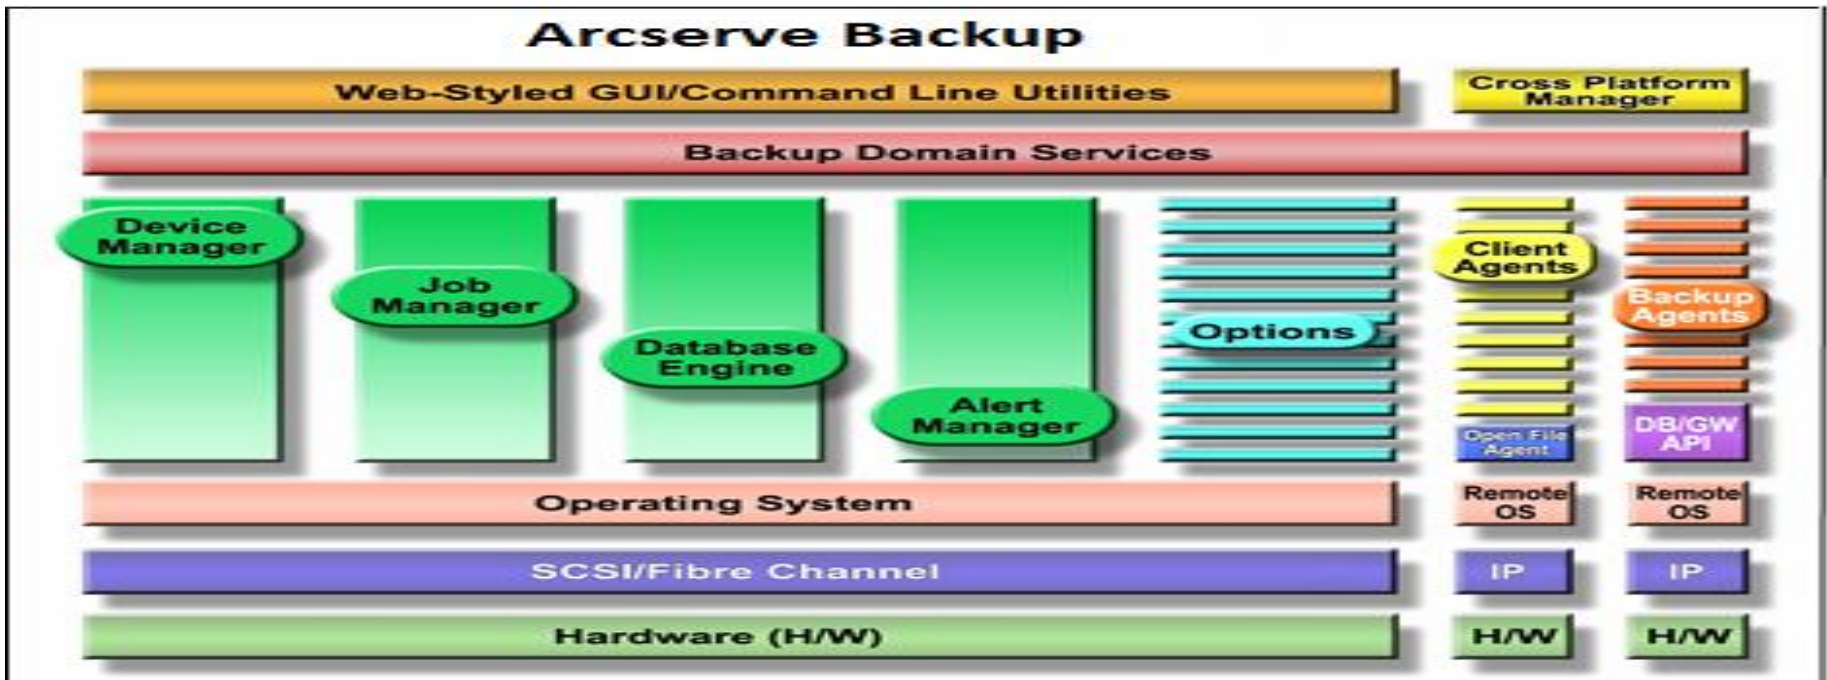 Arcserve Backup
Web-Styled GUI/Command Line Utilities
Cross Platform
Manager
Backup Domain Services
Device
Manager
Job
Manager
Database
Engine
Alert
Manager
Options
Client
Agents
Backup
Agents
Open File
Agent
DB/GW
API
Operating System
Remote
OS
Remote
OS
SCSI/Fibre Channel
IP
IP
Hardware (H/W)
H/W
H/W